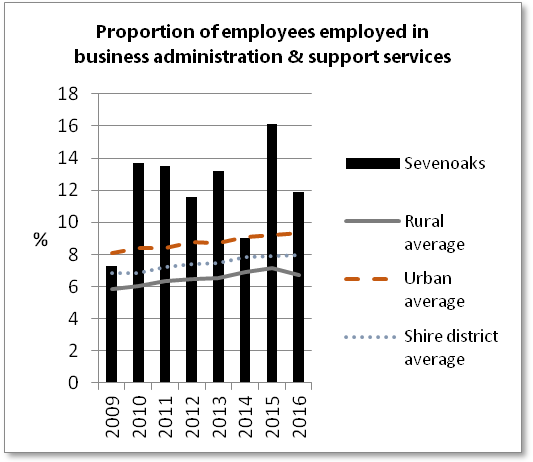 Proportion of employees employed in
business administration & support services
18
16
14
12
10
8
6
4
2
0
%
2009
2010
2011
2012
2013
2014
2015
2016
Sevenoaks
Rural
average
Urban
average
Shire district
average